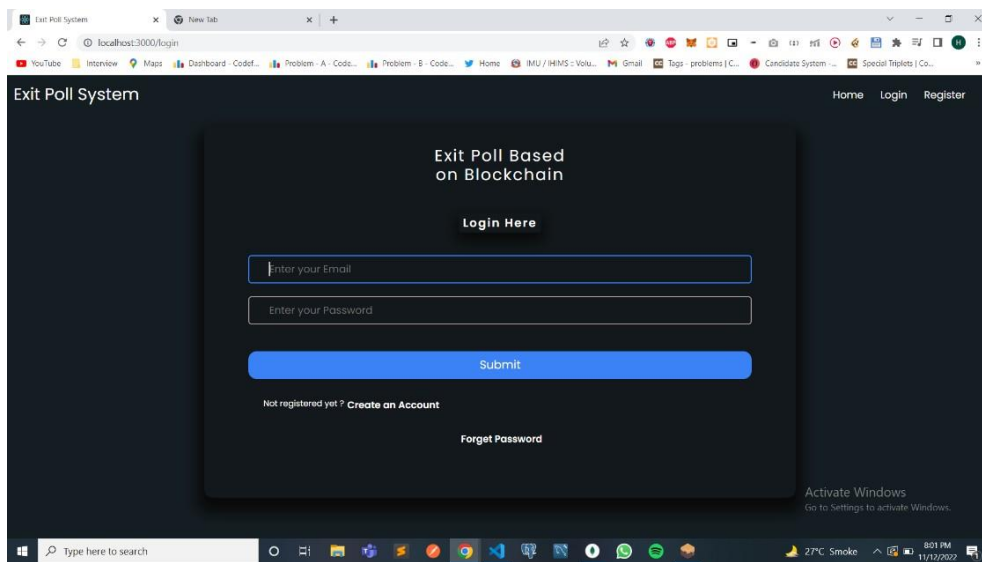 Exit Poll System
New Tab
localhost:3000/login
YouTube Interview Maps Dashboard - Codef... Problem - A - Code... Problem - B - Code... Home IMU / IHIMS :: Volu... Gmail Tags - problems | C... Candidate System -... Special Triplets | Co... »
Exit Poll System
Home Login Register
Exit Poll Based
on Blockchain
Login Here
Enter your Email
Enter your Password
Submit
Not registered yet ? Create an Account
Forget Password
Activate Windows
Go to Settings to activate Windows.
Type here to search
27°C Smoke
8:01 PM
11/12/2022